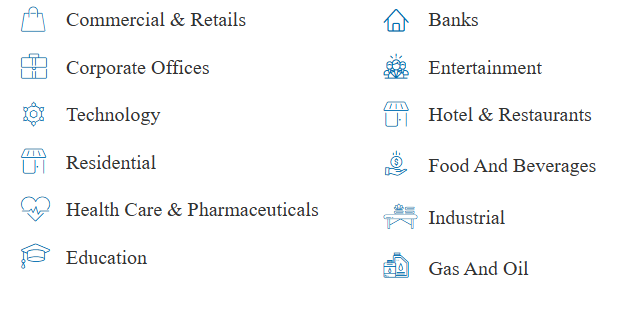 Commercial & Retails
Corporate Offices
Technology
Residential
Health Care & Pharmaceuticals
Education
Banks
Entertainment
Hotel & Restaurants
Food And Beverages
Industrial
Gas And Oil